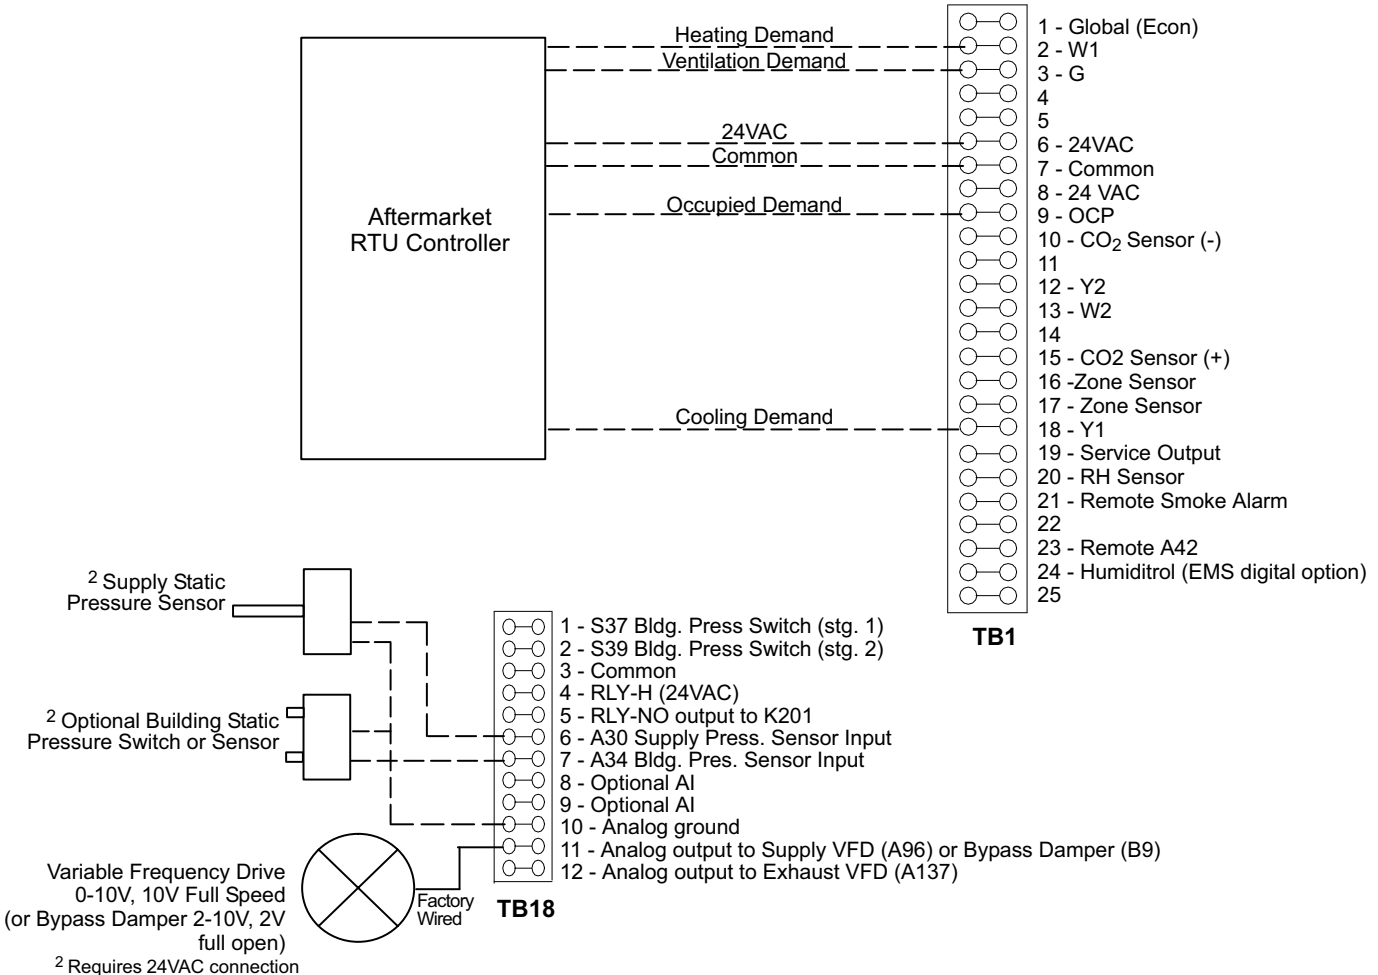 Heating Demand
Ventilation Demand
24VAC
Common
Occupied Demand
Cooling Demand
Aftermarket
RTU Controller
1 - Global (Econ)
2 - W1
3 - G
4
5
6 - 24VAC
7 - Common
8 - 24 VAC
9 - OCP
10 - CO2 Sensor (-)
11
12 - Y2
13 - W2
14
15 - CO2 Sensor (+)
16 -Zone Sensor
17 - Zone Sensor
18 - Y1
19 - Service Output
20 - RH Sensor
21 - Remote Smoke Alarm
22
23 - Remote A42
24 - Humiditrol (EMS digital option)
25
TB1
2 Supply Static
Pressure Sensor
2 Optional Building Static
Pressure Switch or Sensor
1 - S37 Bldg. Press Switch (stg. 1)
2 - S39 Bldg. Press Switch (stg. 2)
3 - Common
4 - RLY-H (24VAC)
5 - RLY-NO output to K201
6 - A30 Supply Press. Sensor Input
7 - A34 Bldg. Pres. Sensor Input
8 - Optional AI
9 - Optional AI
10 - Analog ground
11 - Analog output to Supply VFD (A96) or Bypass Damper (B9)
12 - Analog output to Exhaust VFD (A137)
TB18
Factory
Wired
Variable Frequency Drive
0-10V, 10V Full Speed
(or Bypass Damper 2-10V, 2V
full open)
2 Requires 24VAC connection